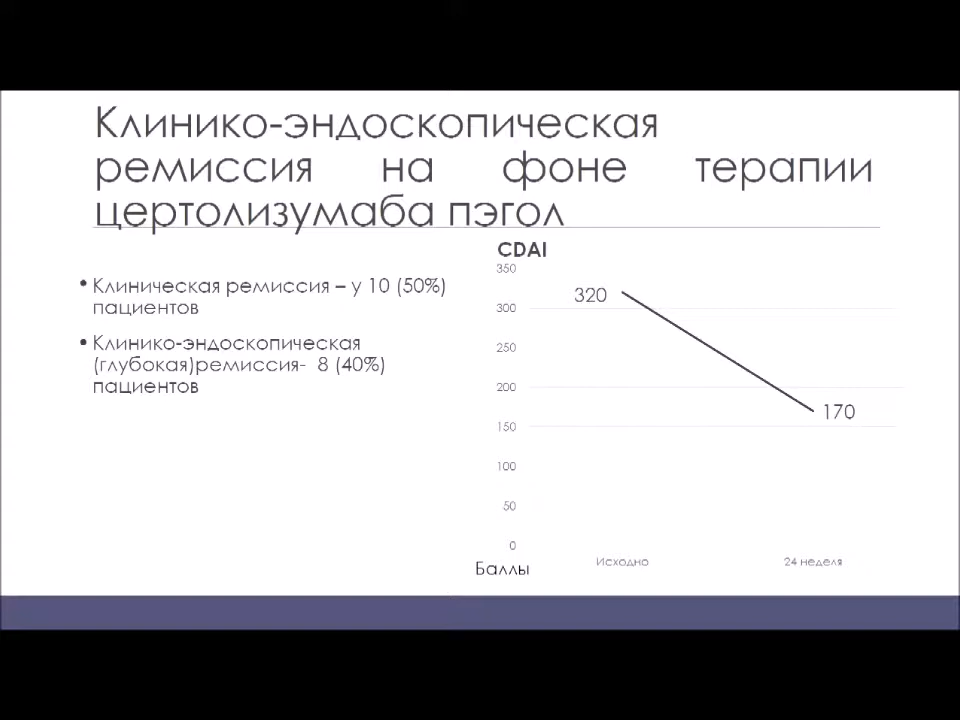 Клинико-эндоскопическая
ремиссия на фоне терапии
цертолизумаба пэгол
• Клиническая ремиссия – у 10 (50%)
пациентов
• Клинико-эндоскопическая
(глубокая)ремиссия- 8 (40%)
пациентов
CDAI
350
300
250
200
150
100
50
0
320
170
Баллы
Исходно
24 неделя